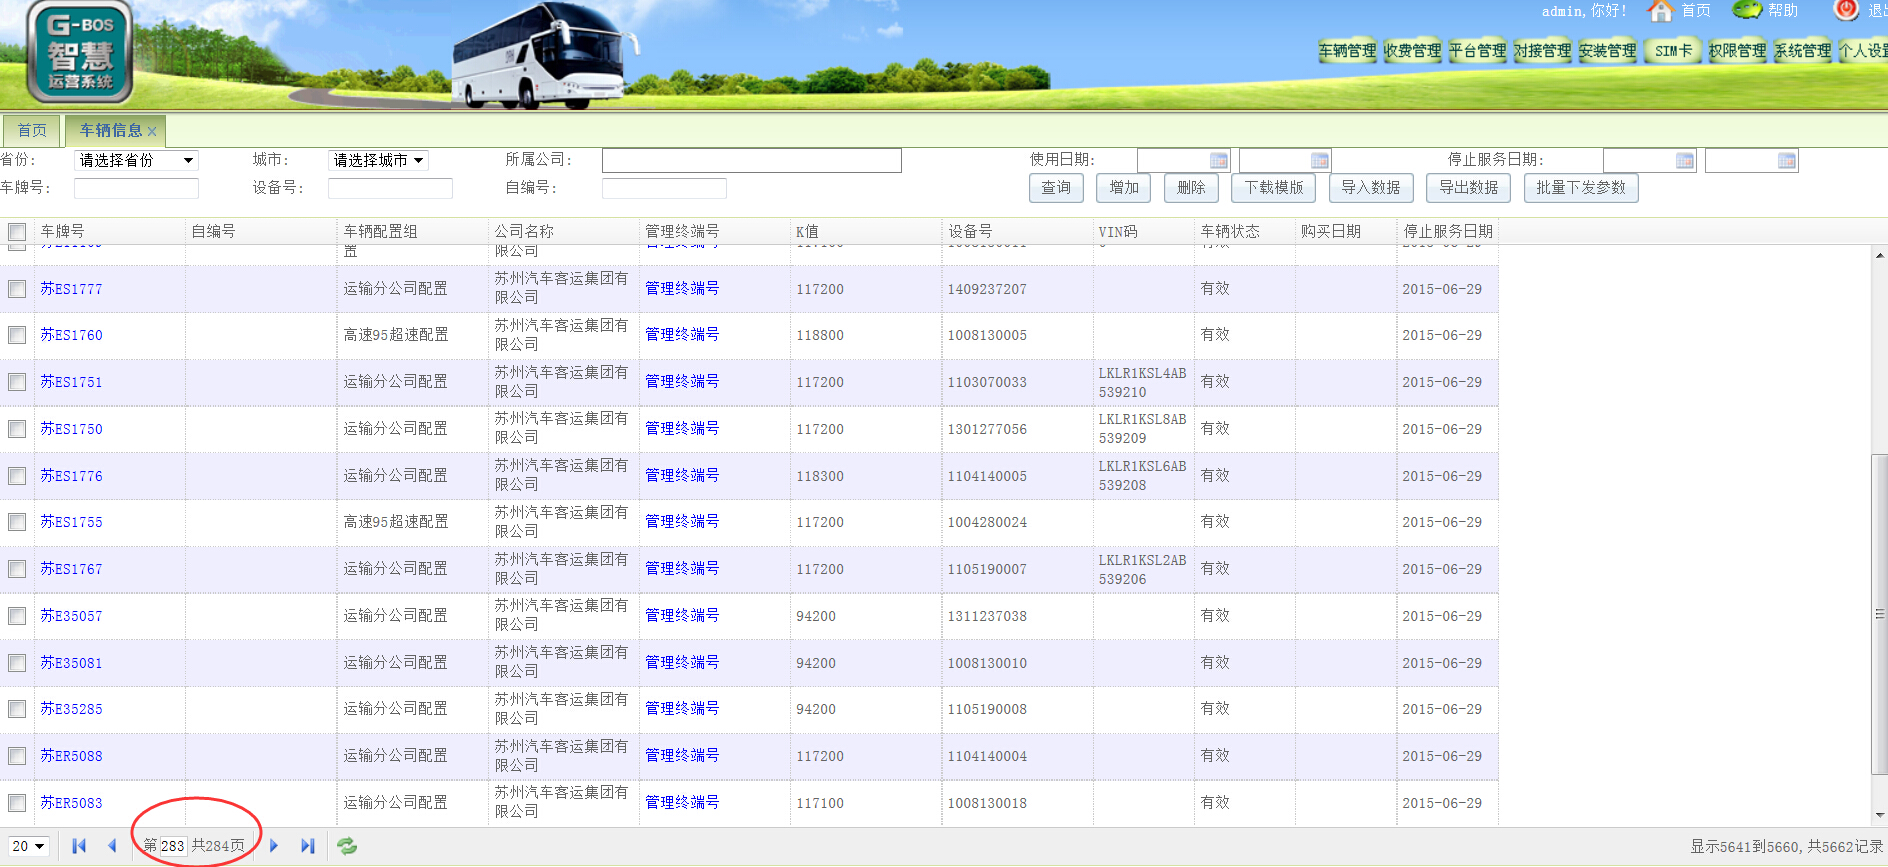 G-BOS
智慧
运营系统
admin,你好! 首页 帮助
车辆管理 收费管理 平台管理 对接管理 安装管理 SIM卡 权限管理 系统管理
首页 车辆信息
省份: 请选择省份 城市: 请选择城市 所属公司: 使用日期: 停止服务日期:
车牌号: 设备号: 自编号: 查询 增加 删除 下载模版 导入数据 导出数据 批量下发参数
车牌号 自编号 车辆配置组 公司名称 管理终端号 K值 设备号 VIN码 车辆状态 购买日期 停止服务日期
置 限公司
苏ES1777 运输分公司配置 苏州汽车客运集团有 管理终端号 117200 1409237207 有效 2015-06-29
限公司
苏ES1760 高速95超速配置 苏州汽车客运集团有 管理终端号 118800 1008130005 有效 2015-06-29
限公司
苏ES1751 运输分公司配置 苏州汽车客运集团有 管理终端号 117200 1103070033 LKLR1KSL4AB 有效 2015-06-29
限公司 539210
苏ES1750 运输分公司配置 苏州汽车客运集团有 管理终端号 117200 1301277056 LKLR1KSL8AB 有效 2015-06-29
限公司 539209
苏ES1776 运输分公司配置 苏州汽车客运集团有 管理终端号 118300 1104140005 LKLR1KSL6AB 有效 2015-06-29
限公司 539208
苏ES1755 高速95超速配置 苏州汽车客运集团有 管理终端号 117200 1004280024 有效 2015-06-29
限公司
苏ES1767 运输分公司配置 苏州汽车客运集团有 管理终端号 117200 1105190007 LKLR1KSL2AB 有效 2015-06-29
限公司 539206
苏E35057 运输分公司配置 苏州汽车客运集团有 管理终端号 94200 1311237038 有效 2015-06-29
限公司
苏E35081 运输分公司配置 苏州汽车客运集团有 管理终端号 94200 1008130010 有效 2015-06-29
限公司
苏E35285 运输分公司配置 苏州汽车客运集团有 管理终端号 94200 1105190008 有效 2015-06-29
限公司
苏ER5088 运输分公司配置 苏州汽车客运集团有 管理终端号 117200 1104140004 有效 2015-06-29
限公司
苏ER5083 运输分公司配置 苏州汽车客运集团有 管理终端号 117100 1008130018 有效 2015-06-29
限公司
20 第 283 共284页 显示5641到5660, 共5662记录